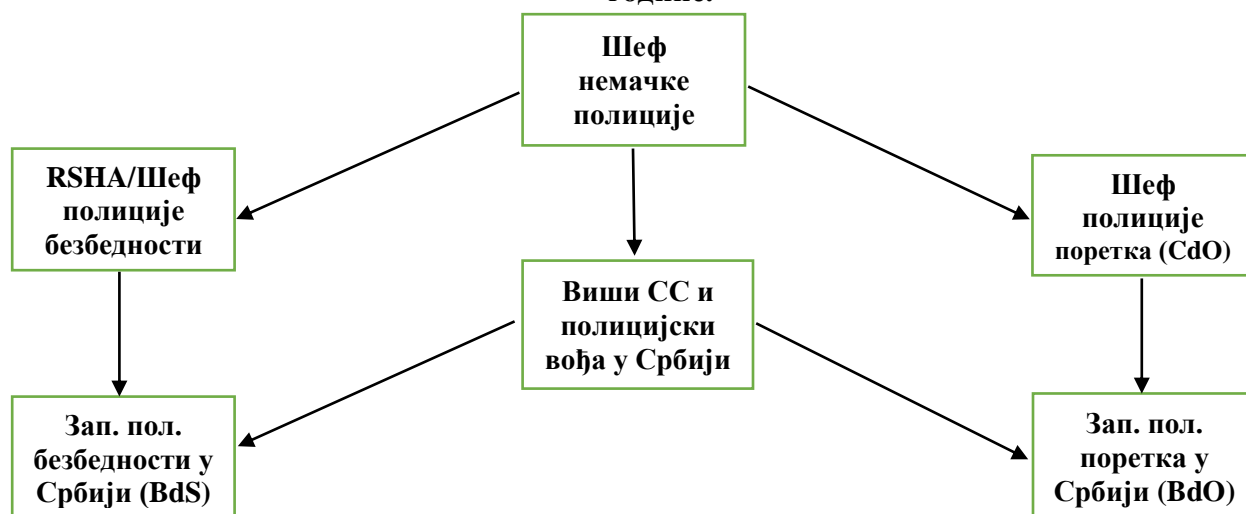 Шеф
немачке
полиције
RSHA/Шеф
полиције
безбедности
Шеф
полиције
поретка (CdO)
Виши СС и
полицијски
вођа у Србији
Зап. пол.
безбедности у
Србији (BdS)
Зап. пол.
поретка у
Србији (BdO)